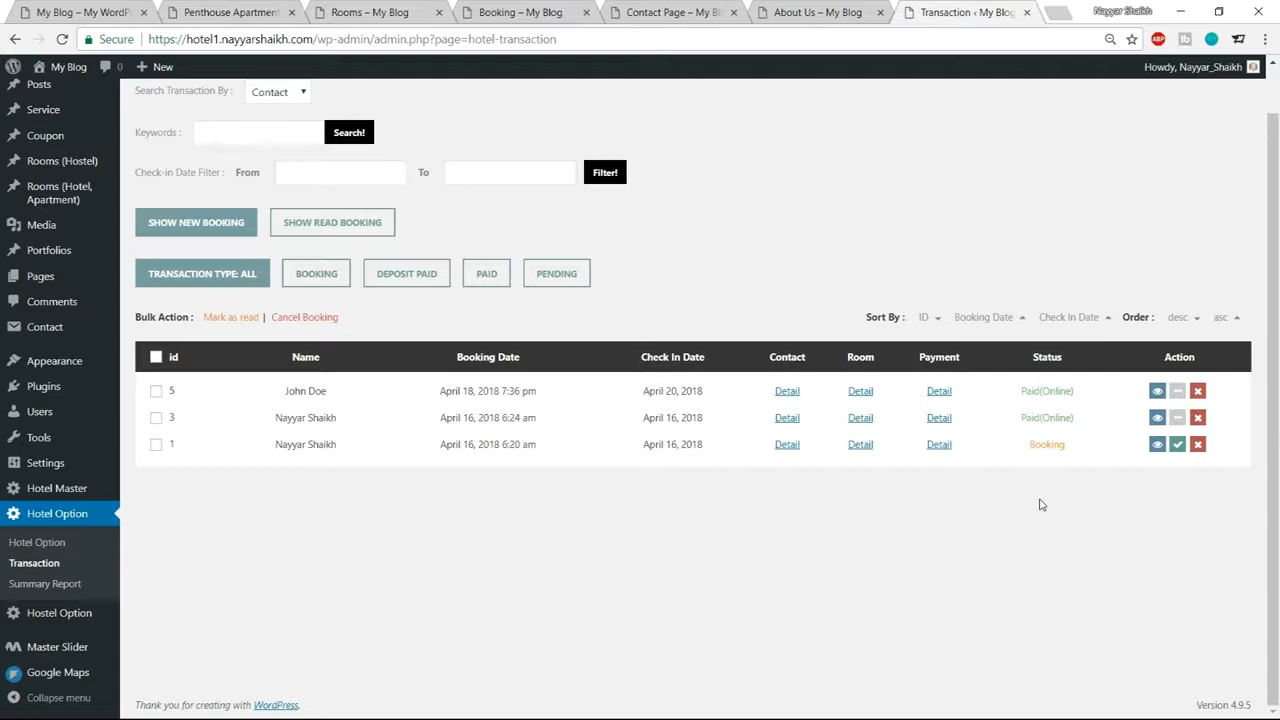 My Blog – My WordP
Penthouse Apartmen
Rooms – My Blog
Booking – My Blog
Contact Page – My Bl
About Us – My Blog
Transaction ‹ My Blog
Nayyar Shaikh
Secure
https://hotel1.nayyarshaikh.com/wp-admin/admin.php?page=hotel-transaction
My Blog 0 + New
Howdy, Nayyar_Shaikh
Posts
Service
Coupon
Rooms (Hostel)
Rooms (Hotel,
Apartment)
Media
Portfolios
Pages
Comments
Contact
Appearance
Plugins
Users
Tools
Settings
Hotel Master
Hotel Option
Hotel Option
Transaction
Summary Report
Hostel Option
Master Slider
Google Maps
Collapse menu
Search Transaction By : Contact
Keywords : Search!
Check-in Date Filter : From To Filter!
SHOW NEW BOOKING SHOW READ BOOKING
TRANSACTION TYPE: ALL BOOKING DEPOSIT PAID PAID PENDING
Bulk Action : Mark as read | Cancel Booking
Sort By : ID Booking Date Check In Date Order : desc asc
id Name Booking Date Check In Date Contact Room Payment Status Action
5 John Doe April 18, 2018 7:36 pm April 20, 2018 Detail Detail Detail Paid(Online)
3 Nayyar Shaikh April 16, 2018 6:24 am April 16, 2018 Detail Detail Detail Paid(Online)
1 Nayyar Shaikh April 16, 2018 6:20 am April 16, 2018 Detail Detail Detail Booking
Thank you for creating with WordPress.
Version 4.9.5